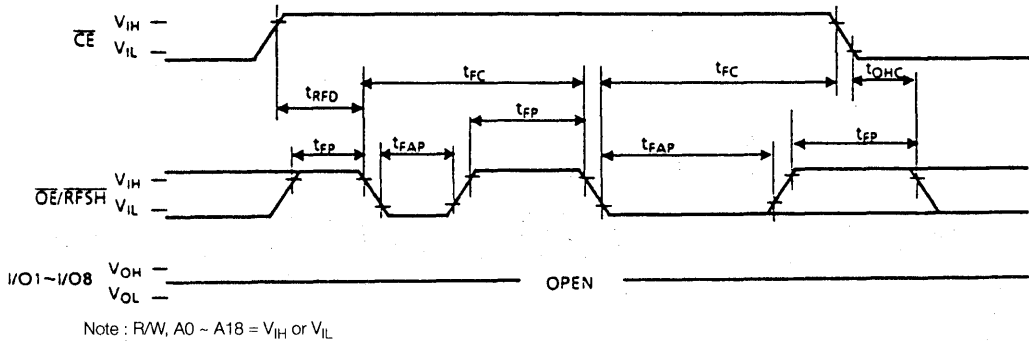 CE
VIH
VIL
tFC
tFC
tOHC
tRFD
tFP
tFP
tFAP
tFAP
tFP
OE/RFSH
VIH
VIL
I/O1~I/O8
VOH
VOL
OPEN
Note : R/W, A0 ~ A18 = VIH or VIL